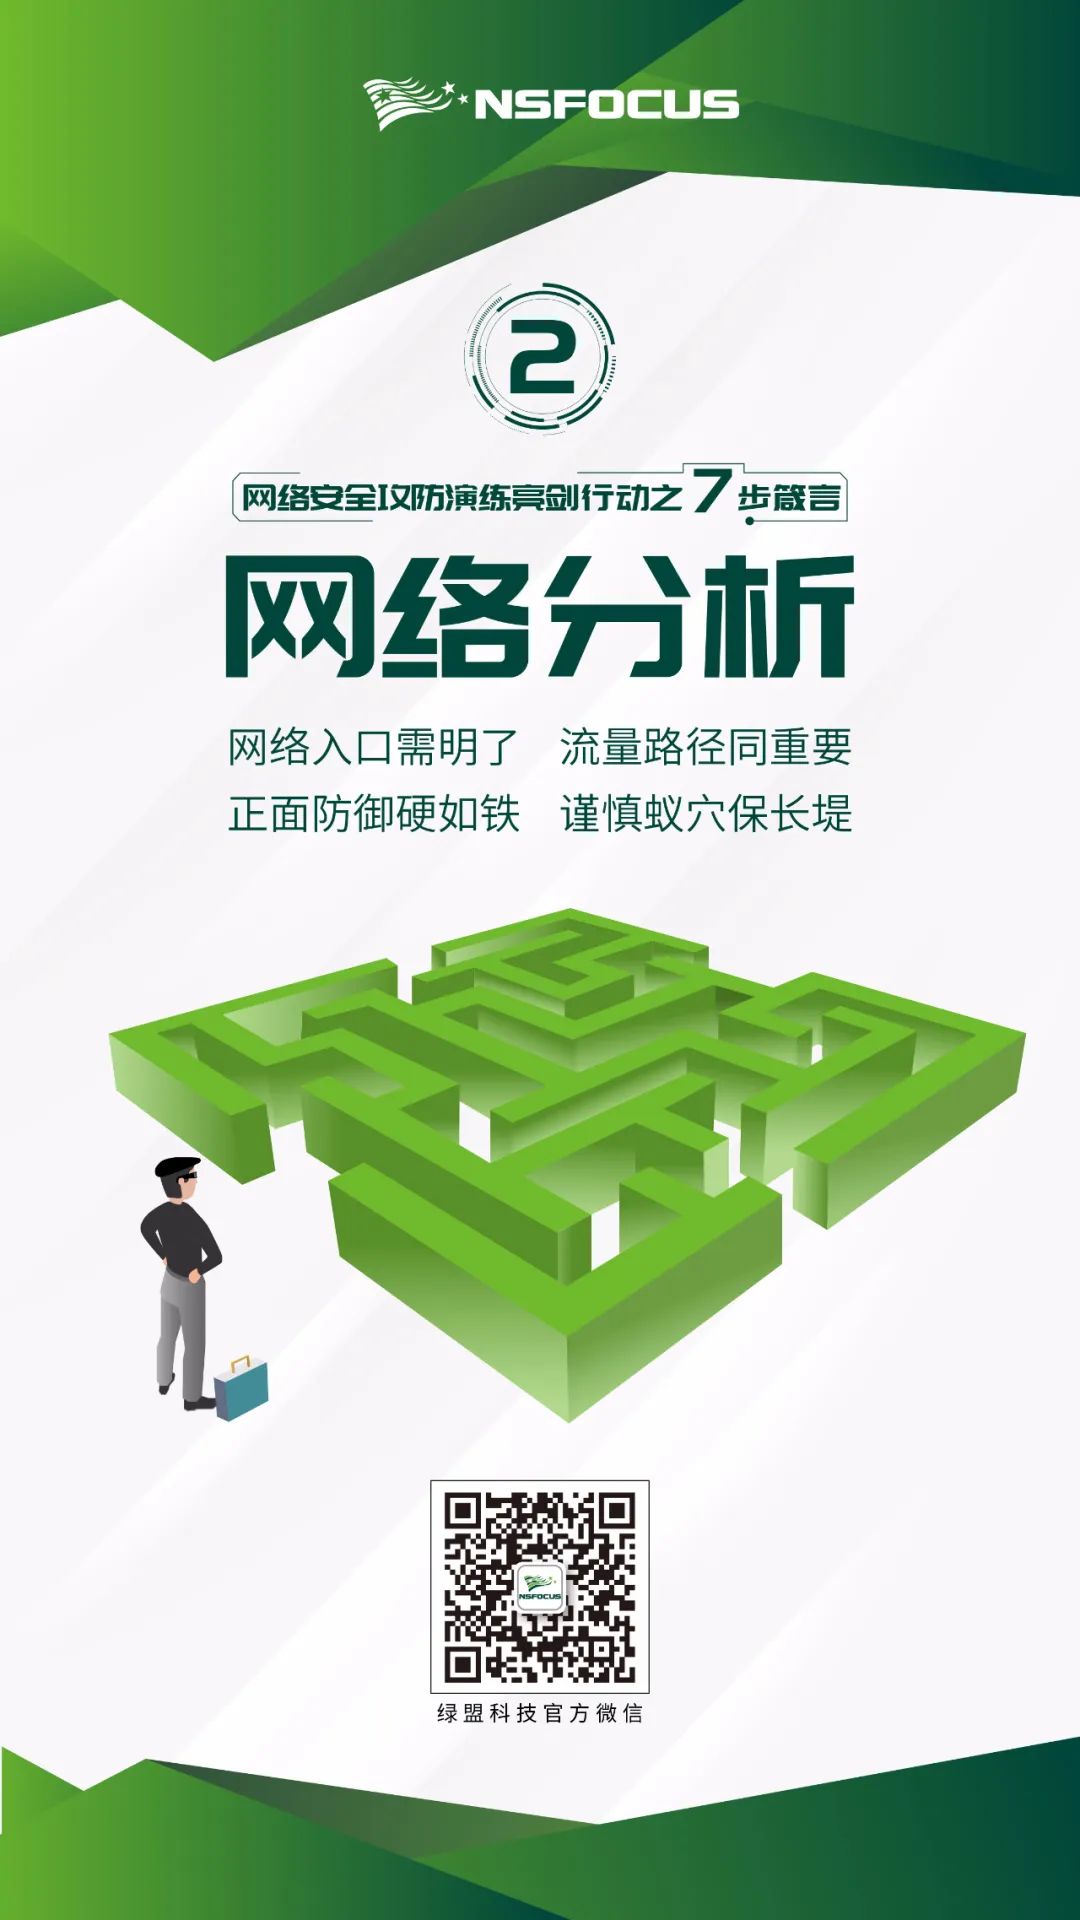 NSFOCUS
2
网络安全攻防演练亮剑行动之7步箴言
网络分析
网络入口需明了 流量路径同重要
正面防御硬如铁 谨慎蚁穴保长堤
NSFOCUS
绿盟科技官方微信